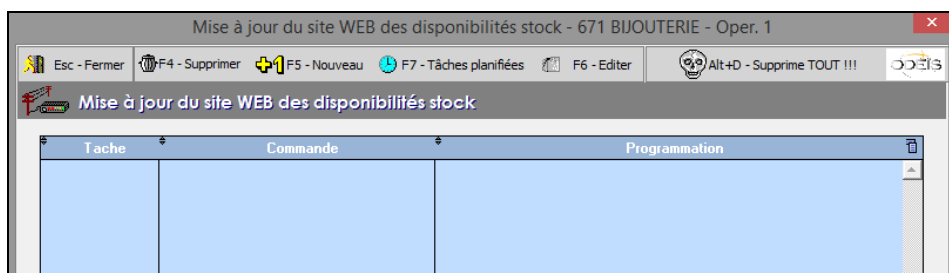 Mise à jour du site WEB des disponibilités stock - 671 BIJOUTERIE - Oper. 1
Esc - Fermer F4 - Supprimer F5 - Nouveau F7 - Tâches planifiées F6 - Editer Alt+D - Supprime TOUT !!! ODEIS
Mise à jour du site WEB des disponibilités stock
Tache Commande Programmation